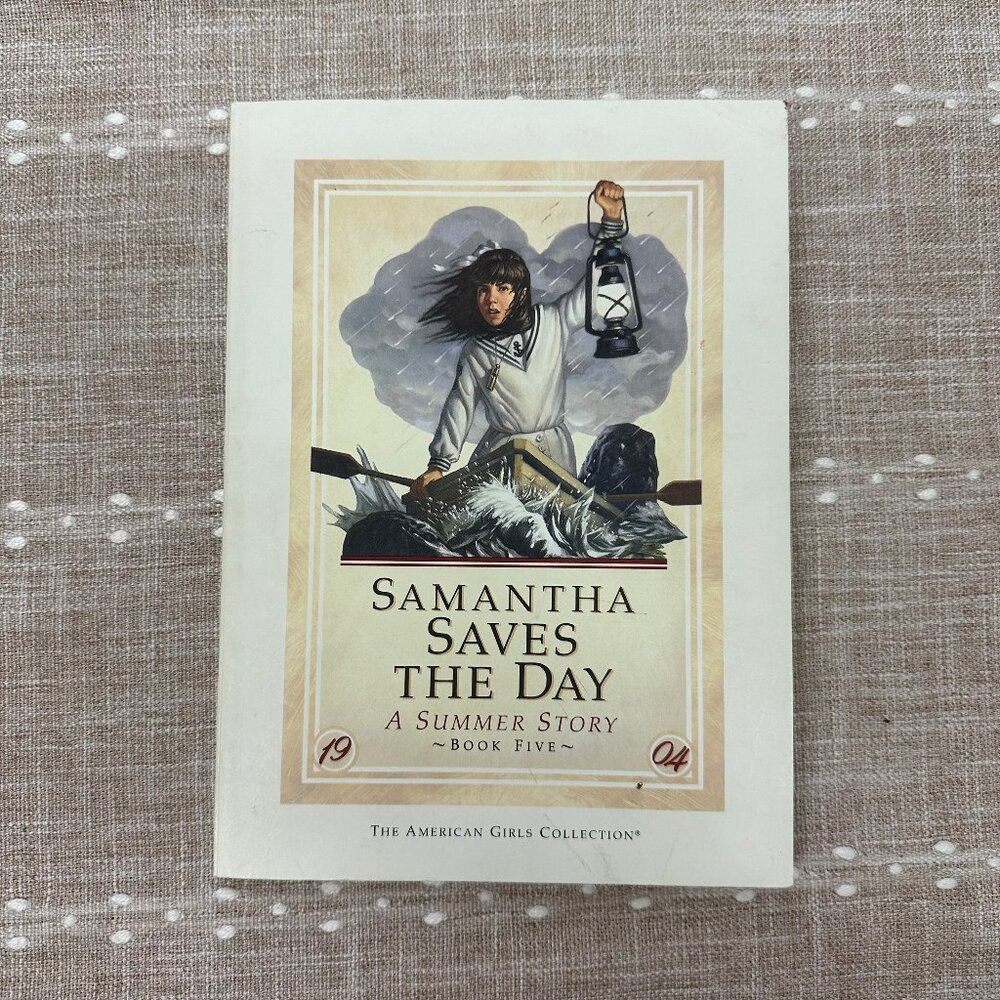 SAMANTHA
SAVES
THE DAY
A SUMMER STORY
~BOOK FIVE~
19
04
THE AMERICAN GIRLS COLLECTION®